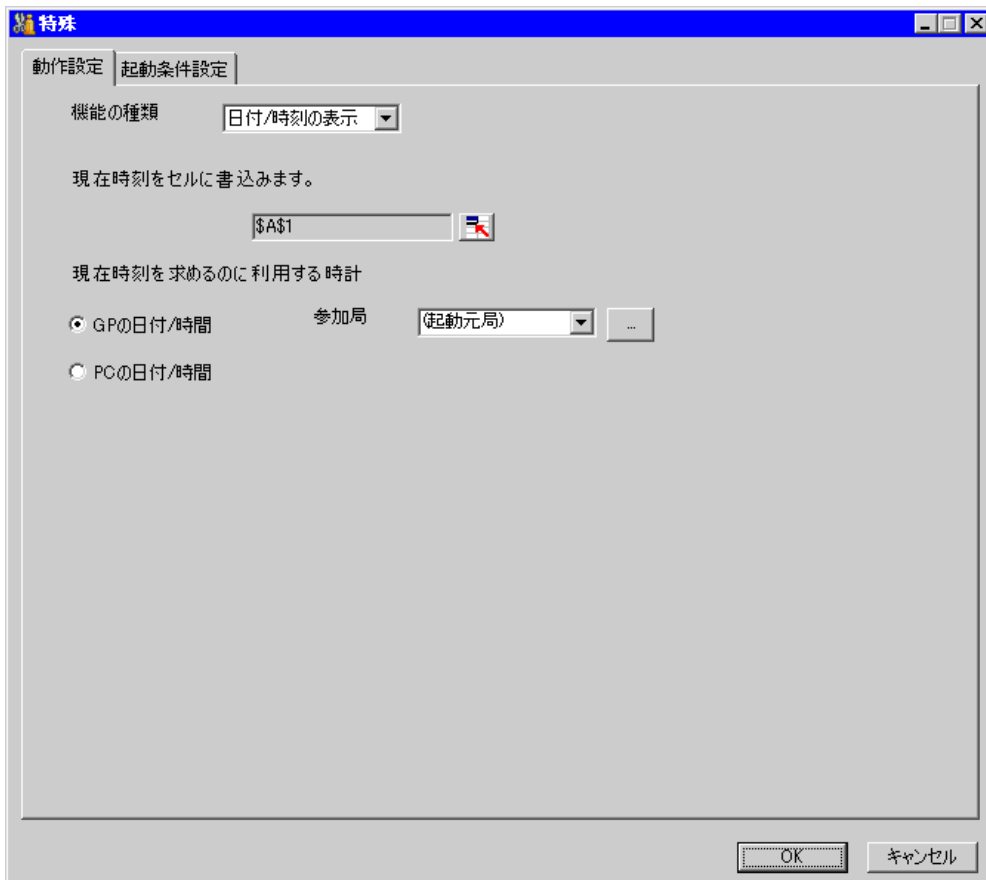 特殊
動作設定 起動条件設定
機能の種類 日付/時刻の表示
現在時刻をセルに書込みます。
$A$1
現在時刻を求めるのに利用する時計
GPの日付/時間 参加局 (起動元局) ...
PCの日付/時間
OK キャンセル